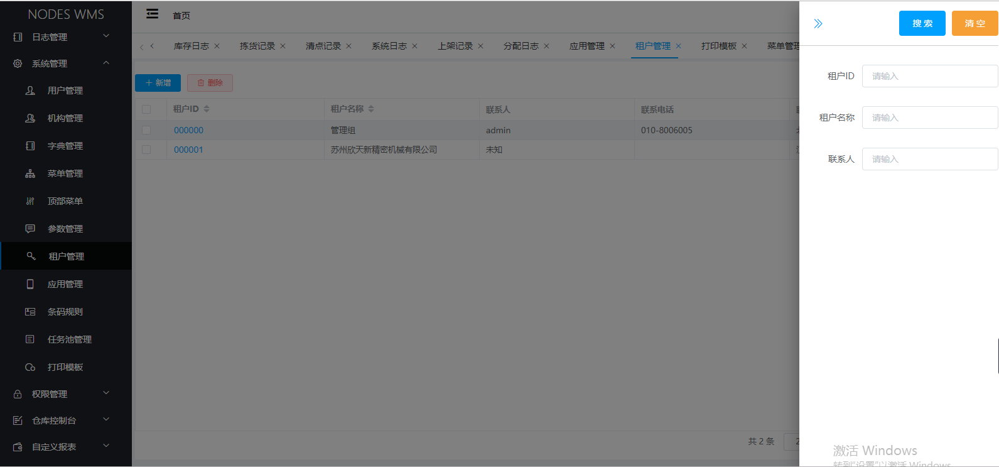 NODES WMS
日志管理
系统管理
用户管理
机构管理
字典管理
菜单管理
顶部菜单
参数管理
租户管理
应用管理
条码规则
任务池管理
打印模板
权限管理
仓库控制台
自定义报表
首页
库存日志 拣货记录 清点记录 系统日志 上架记录 分配日志 应用管理 租户管理 打印模板 菜单管理
新增 删除
租户ID 租户名称 联系人 联系电话
000000 管理组 admin 010-8006005
000001 苏州欣天新精密机械有限公司 未知
共 2 条 2
搜 索 清 空
租户ID 请输入
租户名称 请输入
联系人 请输入
激活 Windows
转到"设置"以激活 Windows